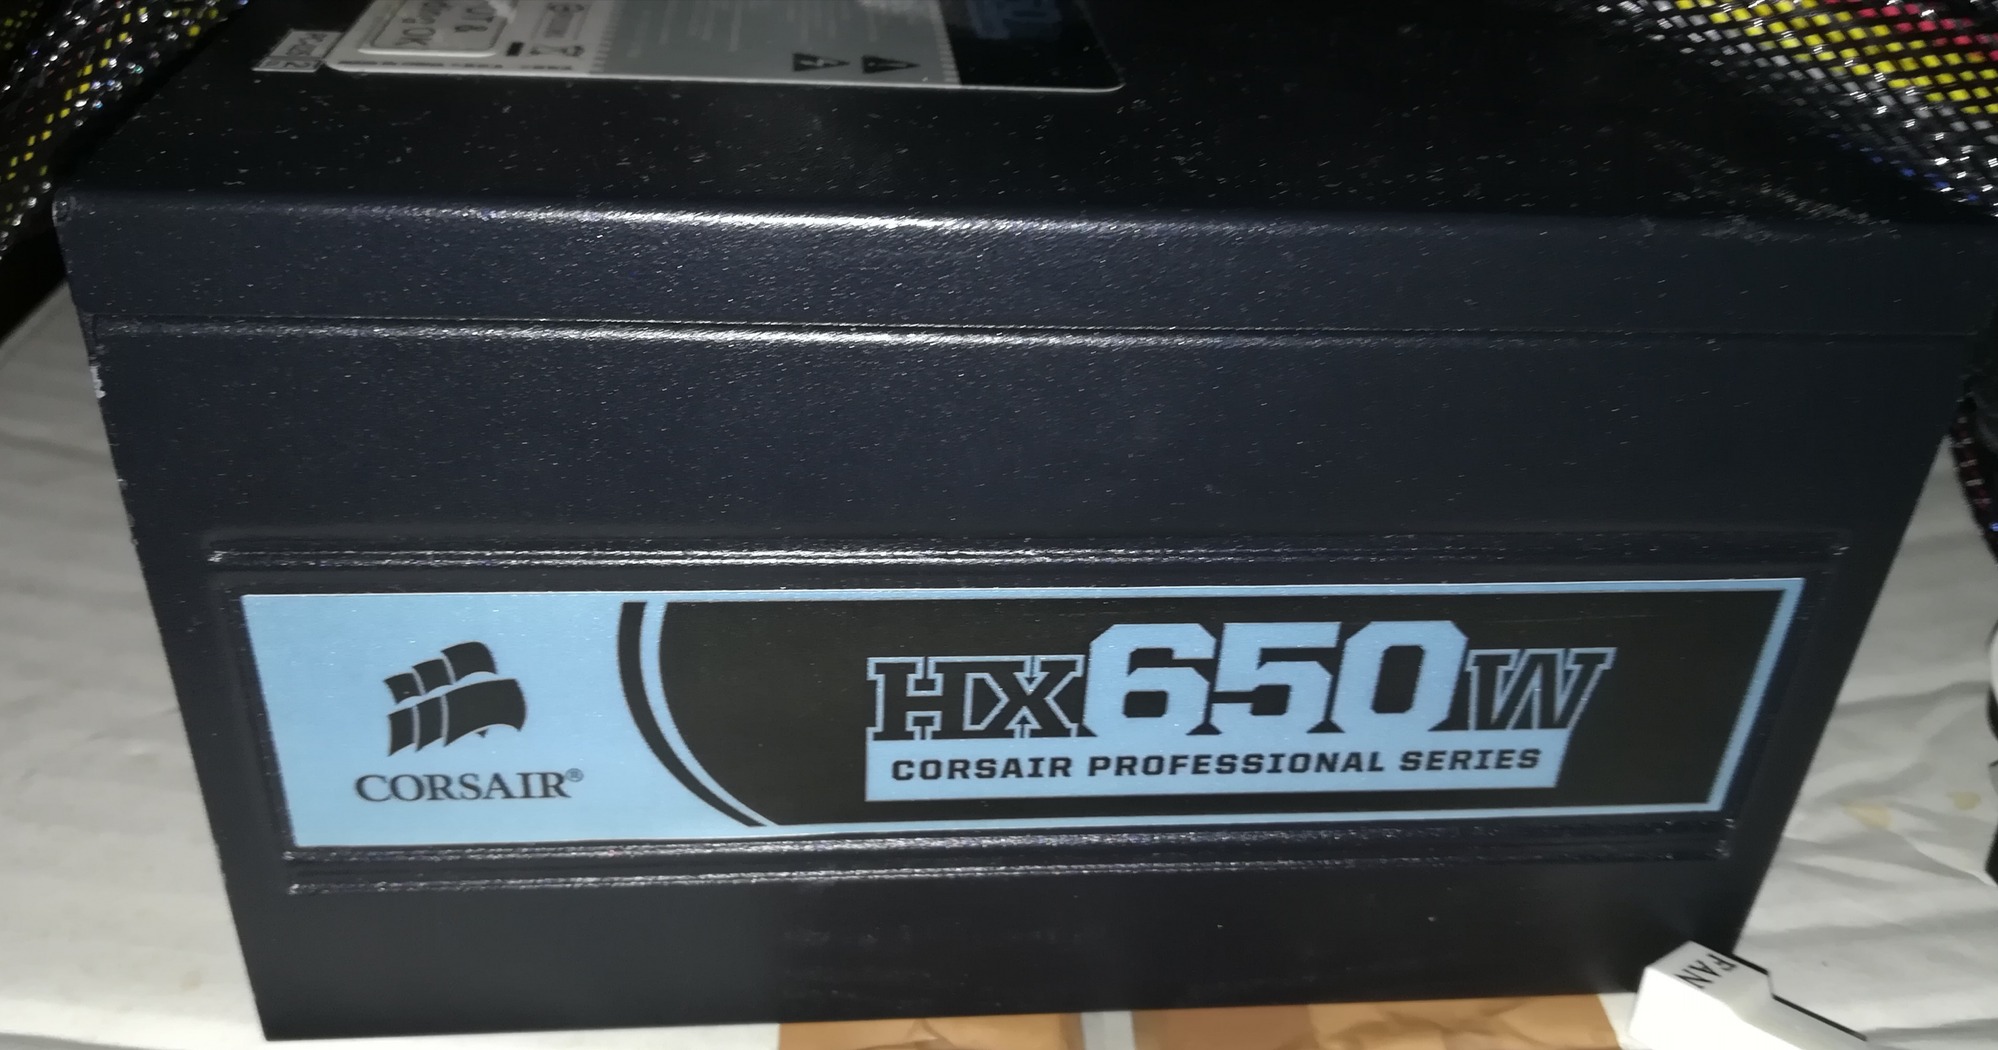 HX650W
CORSAIR PROFESSIONAL SERIES
CORSAIR®
FAN